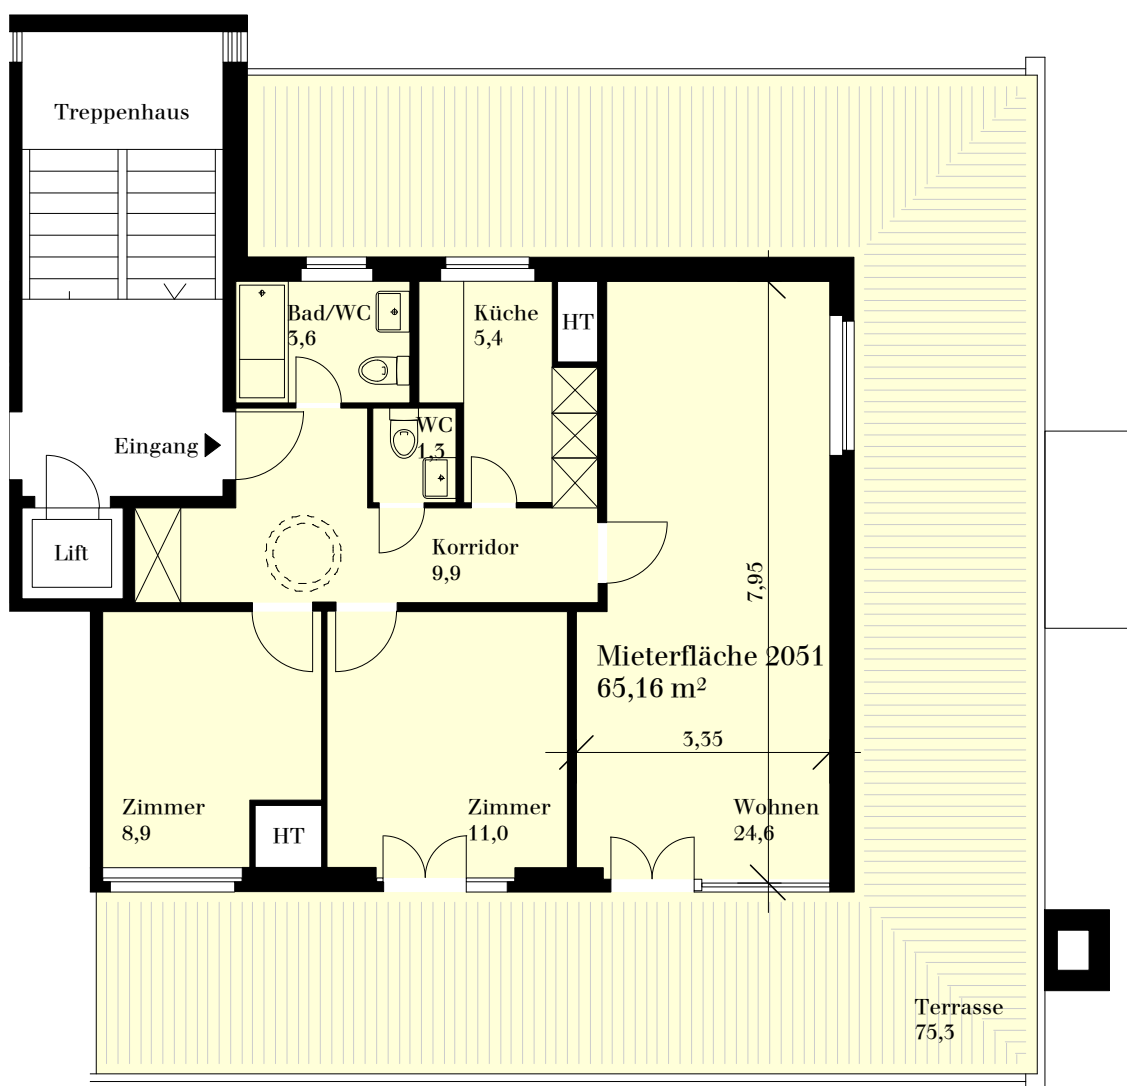 Treppenhaus
Bad/WC
3,6
Küche
5,4
HT
WC
1,3
Eingang
Lift
Korridor
9,9
7,95
Mieterfläche 2051
65,16 m²
3,35
Zimmer
8,9
HT
Zimmer
11,0
Wohnen
24,6
Terrasse
75,3